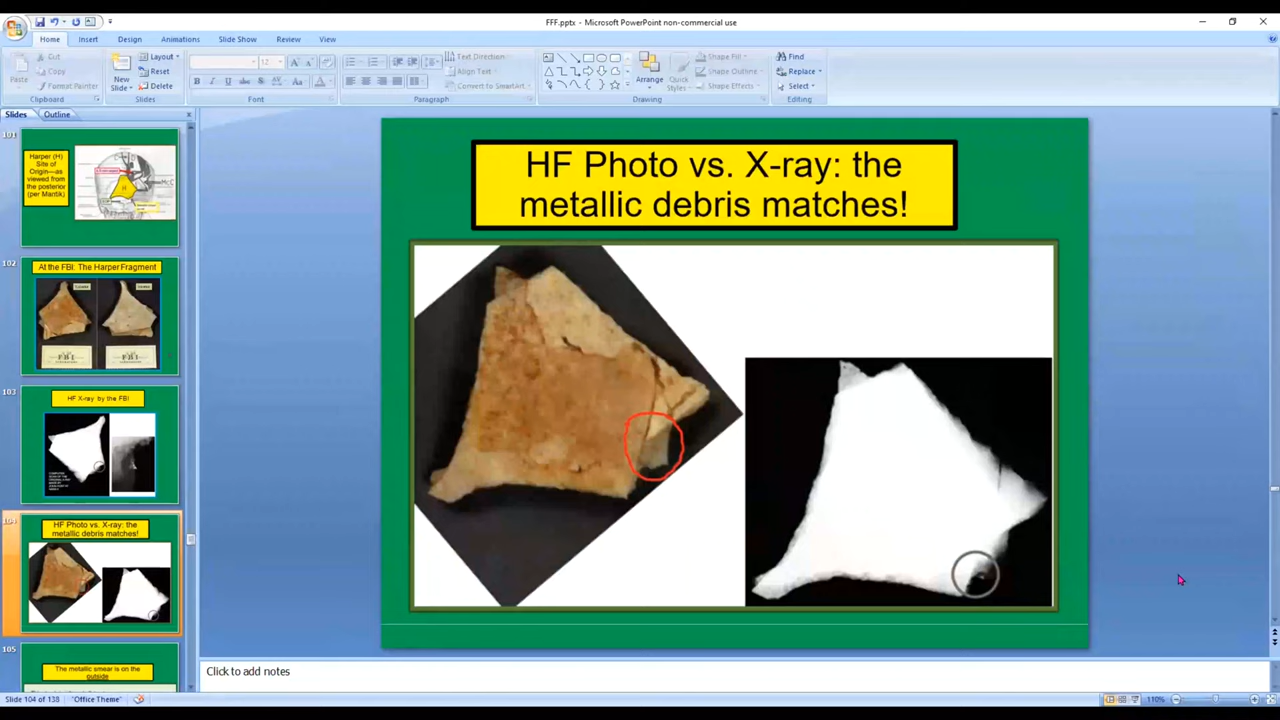 FFF.pptx - Microsoft PowerPoint non-commercial use
Home Insert Design Animations Slide Show Review View
Paste
Cut
Copy
Format Painter
Clipboard
New
Slide
Layout
Reset
Delete
Slides
12
Font
Text Direction
Align Text
Convert to SmartArt
Paragraph
Arrange
Quick
Styles
Shape Fill
Shape Outline
Shape Effects
Drawing
Find
Replace
Select
Editing
Slides Outline
101
Harper (H)
Site of
Origin—as
viewed from
the posterior
(per Mantik)
H
102
At the FBI: The Harper Fragment
FBI
FBI
103
HF X-ray by the FBI
104
HF Photo vs. X-ray: the
metallic debris matches!
105
The metallic smear is on the
outside
HF Photo vs. X-ray: the
metallic debris matches!
Click to add notes
Slide 104 of 138 "Office Theme" 110%